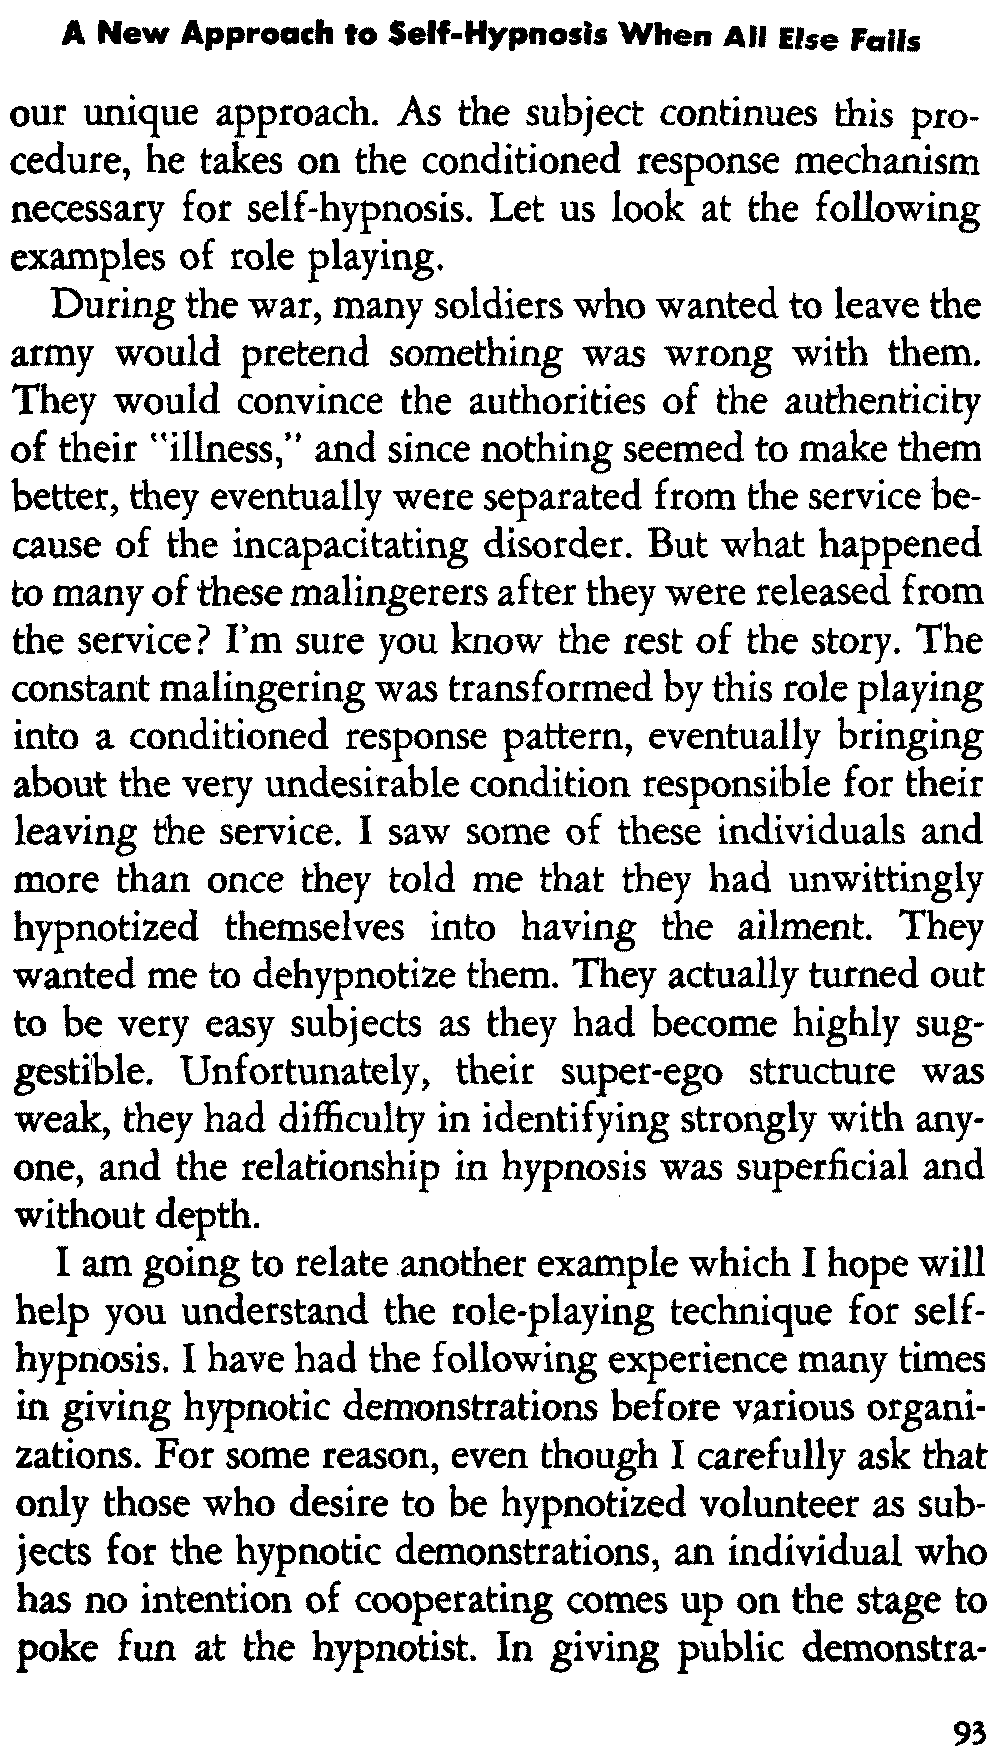 A New Approach to Self-Hypnosis When All Else Fails
our unique approach. As the subject continues this pro-
cedure, he takes on the conditioned response mechanism
necessary for self-hypnosis. Let us look at the following
examples of role playing.
During the war, many soldiers who wanted to leave the
army would pretend something was wrong with them.
They would convince the authorities of the authenticity
of their "illness," and since nothing seemed to make them
better, they eventually were separated from the service be-
cause of the incapacitating disorder. But what happened
to many of these malingerers after they were released from
the service? I'm sure you know the rest of the story. The
constant malingering was transformed by this role playing
into a conditioned response pattern, eventually bringing
about the very undesirable condition responsible for their
leaving the service. I saw some of these individuals and
more than once they told me that they had unwittingly
hypnotized themselves into having the ailment. They
wanted me to dehypnotize them. They actually turned out
to be very easy subjects as they had become highly sug-
gestible. Unfortunately, their super-ego structure was
weak, they had difficulty in identifying strongly with any-
one, and the relationship in hypnosis was superficial and
without depth.
I am going to relate another example which I hope will
help you understand the role-playing technique for self-
hypnosis. I have had the following experience many times
in giving hypnotic demonstrations before various organi-
zations. For some reason, even though I carefully ask that
only those who desire to be hypnotized volunteer as sub-
jects for the hypnotic demonstrations, an individual who
has no intention of cooperating comes up on the stage to
poke fun at the hypnotist. In giving public demonstra-
93